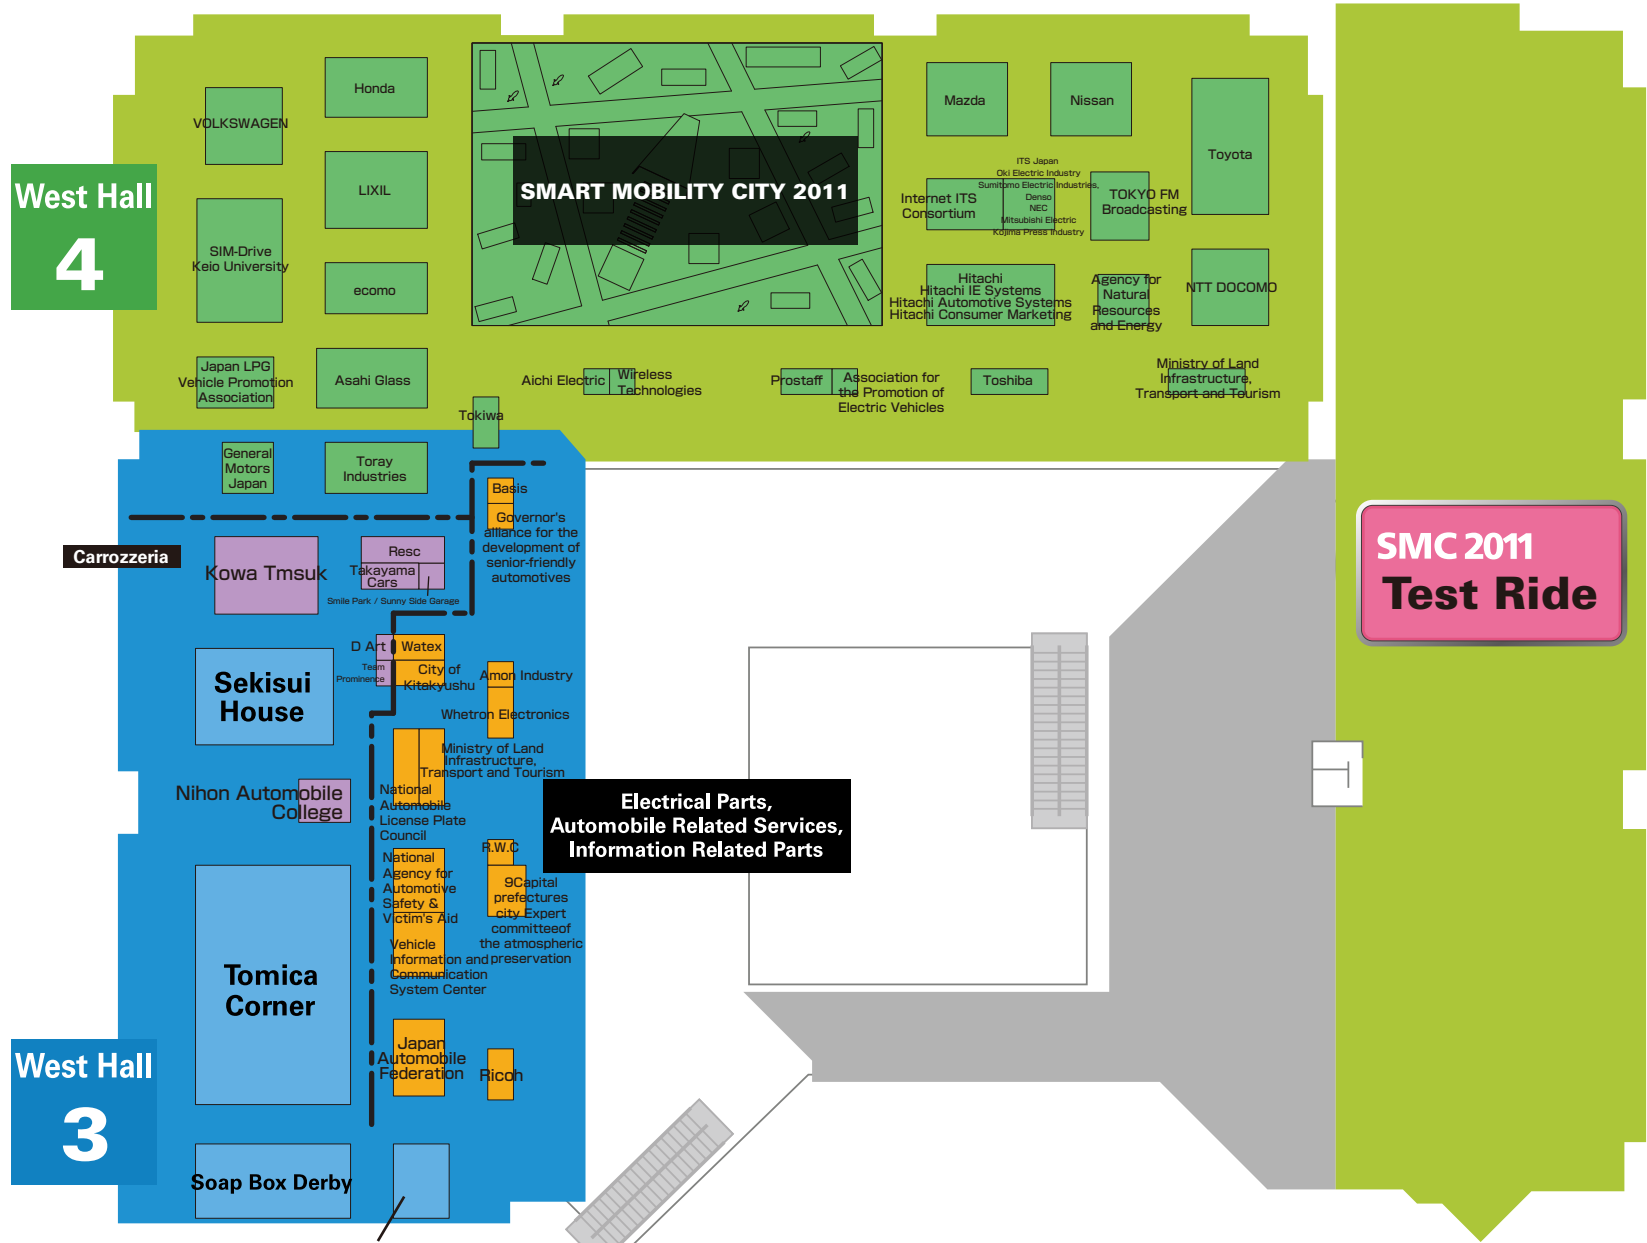 Honda
VOLKSWAGEN
LIXIL
West Hall
4
SIM-Drive
Keio University
ecomo
Japan LPG
Vehicle Promotion
Association
Asahi Glass
SMART MOBILITY CITY 2011
Mazda
Nissan
Toyota
Internet ITS
Consortium
ITS Japan
Oki Electric Industry
Sumitomo Electric Industries,
Denso
NEC
Mitsubishi Electric
Kojima Press Industry
TOKYO FM
Broadcasting
Hitachi
Hitachi IE Systems
Hitachi Automotive Systems
Hitachi Consumer Marketing
Agency for
Natural
Resources
and Energy
NTT DOCOMO
Aichi Electric
Wireless
Technologies
Prostaff
Association for
the Promotion of
Electric Vehicles
Toshiba
Ministry of Land
Infrastructure,
Transport and Tourism
Tokiwa
General
Motors
Japan
Toray
Industries
Basis
Governor's
alliance for the
development of
senior-friendly
automotives
Carrozzeria
Kowa Tmsuk
Resc
Takayama
Cars
Smile Park / Sunny Side Garage
D Art
Team
Prominence
Watex
City of
Kitakyushu
Amon Industry
Whetron Electronics
Sekisui
House
Ministry of Land
Infrastructure,
Transport and Tourism
Nihon Automobile
College
National
Automobile
License Plate
Council
Electrical Parts,
Automobile Related Services,
Information Related Parts
R.W.C
9Capital
prefectures
city Expert
committeeof
the atmospheric
preservation
National
Agency for
Automotive
Safety &
Victim's Aid
Vehicle
Information and
Communication
System Center
Tomica
Corner
Japan
Automobile
Federation
Ricoh
West Hall
3
Soap Box Derby
SMC 2011
Test Ride